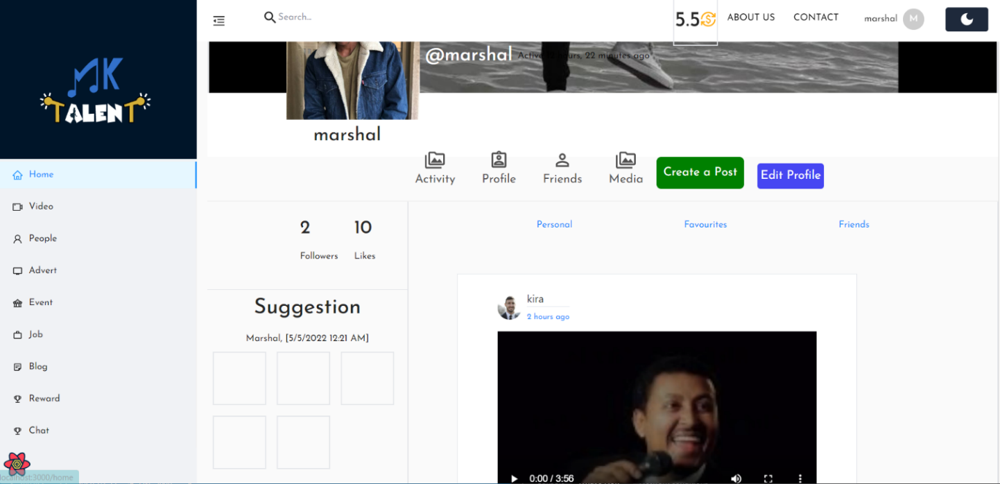 MK
TALENT
Search...
5.5
ABOUT US
CONTACT
marshal
M
@marshal
Active 12 hours, 22 minutes ago
marshal
Activity
Profile
Friends
Media
Create a Post
Edit Profile
Home
Video
People
Advert
Event
Job
Blog
Reward
Chat
localhost:3000/home
2
10
Followers
Likes
Suggestion
Marshal, [5/5/2022 12:21 AM]
Personal
Favourites
Friends
kira
2 hours ago
0:00 / 3:56